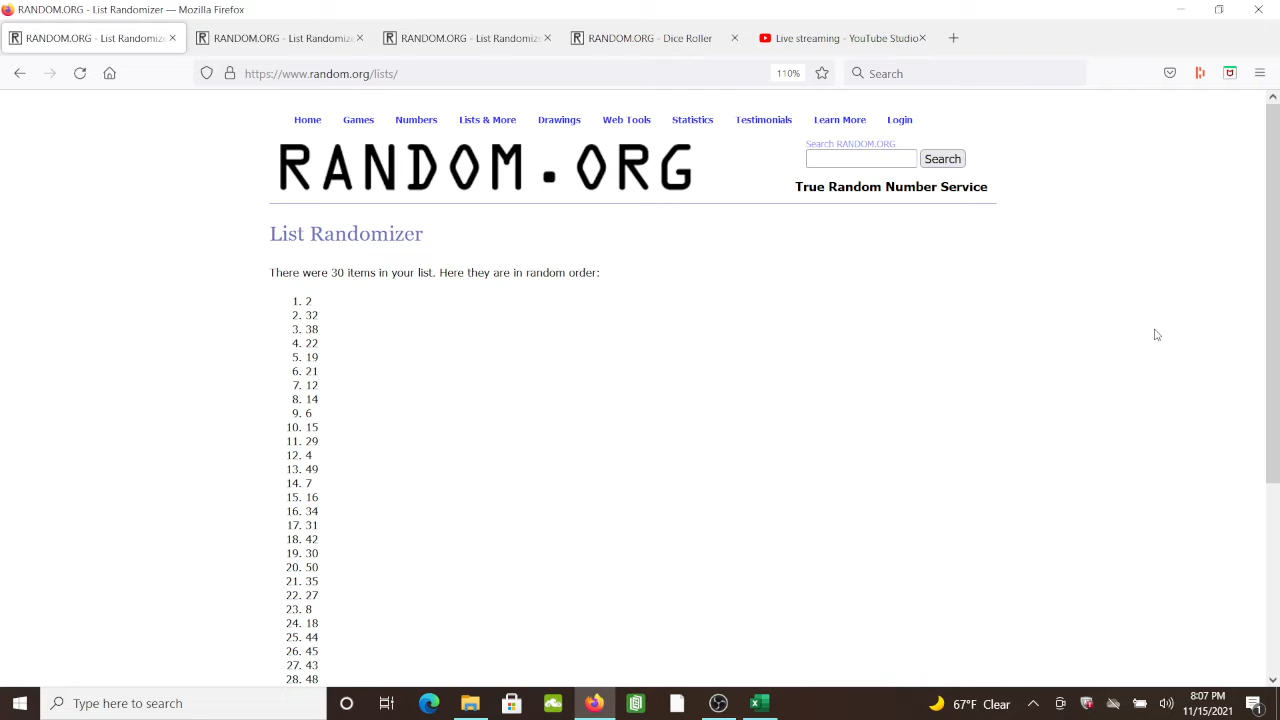 RANDOM.ORG - List Randomizer — Mozilla Firefox
RANDOM.ORG - List Randomize
RANDOM.ORG - List Randomize
RANDOM.ORG - List Randomiz
RANDOM.ORG - Dice Roller
Live streaming - YouTube Studio
https://www.random.org/lists/
110%
Search
Home Games Numbers Lists & More Drawings Web Tools Statistics Testimonials Learn More Login
RANDOM.ORG
Search RANDOM.ORG
Search
True Random Number Service
List Randomizer
There were 30 items in your list. Here they are in random order:
1. 2
2. 32
3. 38
4. 22
5. 19
6. 21
7. 12
8. 14
9. 6
10. 15
11. 29
12. 4
13. 49
14. 7
15. 16
16. 34
17. 31
18. 42
19. 30
20. 50
21. 35
22. 27
23. 8
24. 18
25. 44
26. 45
27. 43
28. 48
Type here to search
67°F Clear
8:07 PM
11/15/2021
1